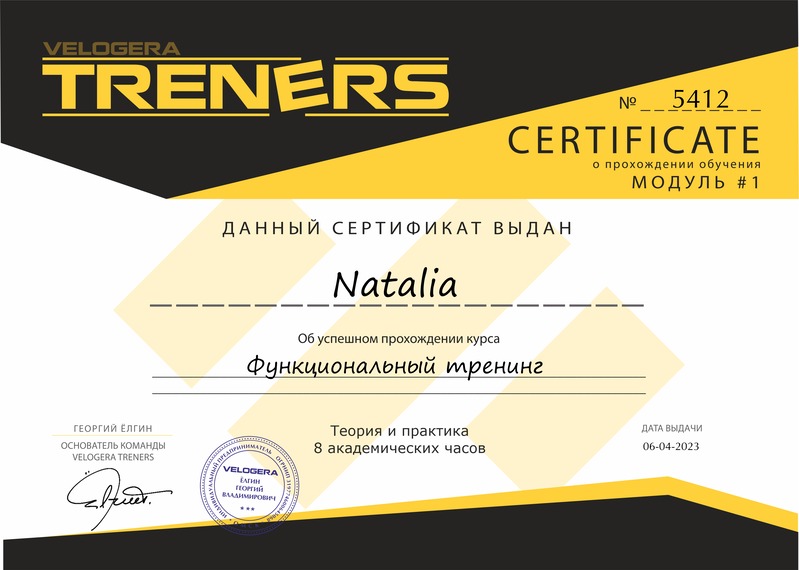 VELOGERA
TRENERS
№ 5412
CERTIFICATE
о прохождении обучения
МОДУЛЬ #1
ДАННЫЙ СЕРТИФИКАТ ВЫДАН
Natalia
Об успешном прохождении курса
Функциональный тренинг
Теория и практика
8 академических часов
ГЕОРГИЙ ЁЛГИН
ОСНОВАТЕЛЬ КОМАНДЫ
VELOGERA TRENERS
ИНДИВИДУАЛЬНЫЙ ПРЕДПРИНИМАТЕЛЬ
VELOGERA
ЁЛГИН
ГЕОРГИЙ
ВЛАДИМИРОВИЧ
ДАТА ВЫДАЧИ
06-04-2023